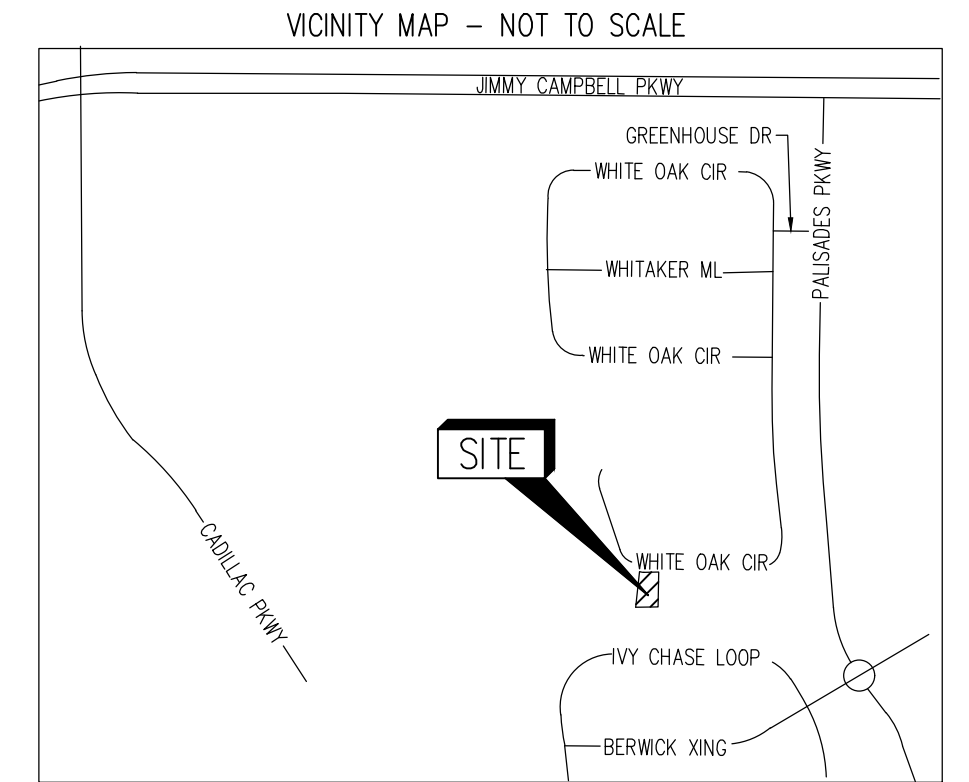 VICINITY MAP – NOT TO SCALE
JIMMY CAMPBELL PKWY
GREENHOUSE DR
WHITE OAK CIR
PALISADES PKWY
WHITAKER ML
WHITE OAK CIR
SITE
CADILLAC PKWY
WHITE OAK CIR
IVY CHASE LOOP
BERWICK XING